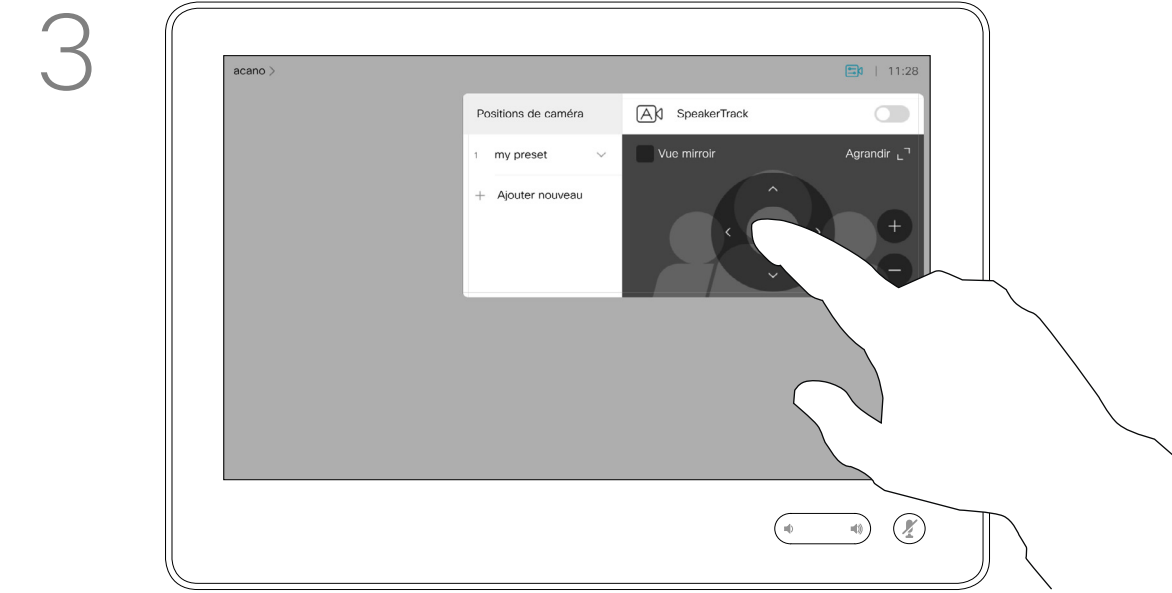 3
acano
11:28
Positions de caméra
SpeakerTrack
1 my preset
Vue mirroir
Agrandir
+ Ajouter nouveau